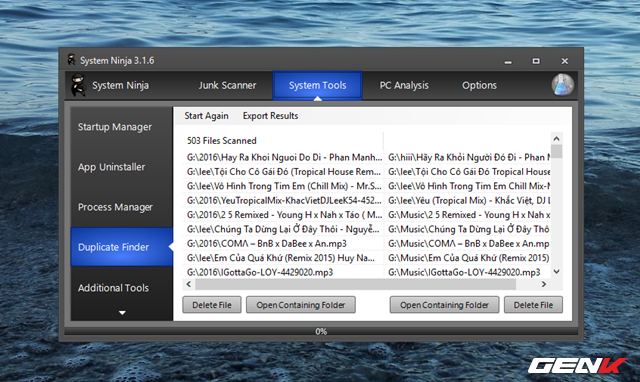 System Ninja 3.1.6
System Ninja Junk Scanner System Tools PC Analysis Options
Startup Manager
App Uninstaller
Process Manager
Duplicate Finder
Additional Tools
Start Again Export Results
503 Files Scanned
G:\2016\Hay Ra Khoi Nguoi Do Di - Phan Manh... G:\hiii\Hãy Ra Khỏi Người Đó Đi - Phan M...
G:\lee\Tội Cho Cô Gái Đó (Tropical House Rem... G:\lee\Tội Cho Cô Gái Đó (Tropical House...
G:\lee\Vô Hình Trong Tim Em (Chill Mix) - Mr.S... G:\lee\Vô Hình Trong Tim Em (Chill Mix) -
G:\2016\YeuTropicalMix-KhacVietDJLeeK54-452... G:\lee\Yêu (Tropical Mix) - Khắc Việt, DJ L
G:\2016\2 5 Remixed - Young H x Nah x Táo ( M... G:\Music\2 5 Remixed - Young H x Nah x
G:\lee\Chúng Ta Dừng Lại Ở Đây Thôi - Nguyễ... G:\Music\Chúng Ta Dừng Lại Ở Đây Thôi
G:\2016\COMΛ – BnB x DaBee x An.mp3 G:\Music\COMΛ – BnB x DaBee x An.mp3
G:\lee\Em Của Quá Khứ (Remix 2015) Huy Na... G:\Music\Em Của Quá Khứ (Remix 2015)
G:\2016\IGottaGo-LOY-4429020.mp3 G:\Music\IGottaGo-LOY-4429020.mp3
Delete File Open Containing Folder Open Containing Folder Delete File
0%
GENK